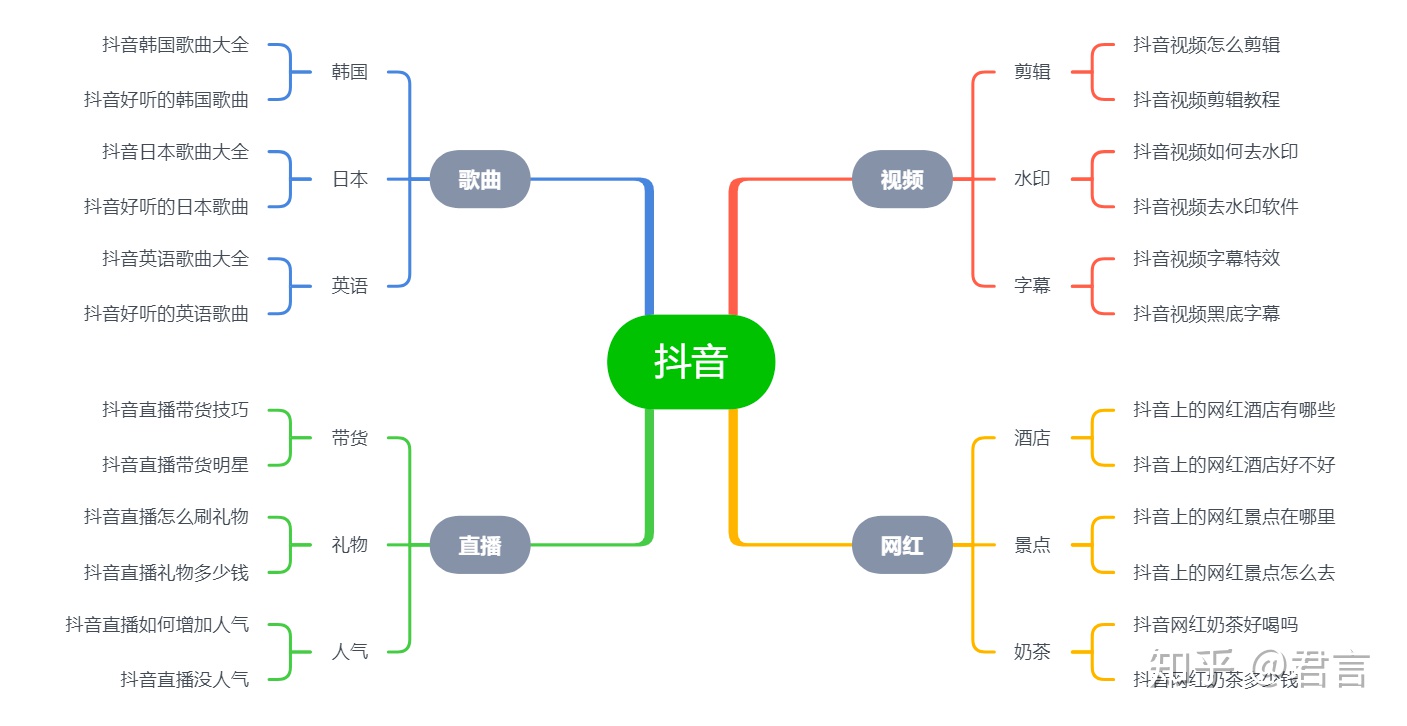 抖音
歌曲
韩国
抖音韩国歌曲大全
抖音好听的韩国歌曲
日本
抖音日本歌曲大全
抖音好听的日本歌曲
英语
抖音英语歌曲大全
抖音好听的英语歌曲
直播
带货
抖音直播带货技巧
抖音直播带货明星
礼物
抖音直播怎么刷礼物
抖音直播礼物多少钱
人气
抖音直播如何增加人气
抖音直播没人气
视频
剪辑
抖音视频怎么剪辑
抖音视频剪辑教程
水印
抖音视频如何去水印
抖音视频去水印软件
字幕
抖音视频字幕特效
抖音视频黑底字幕
网红
酒店
抖音上的网红酒店有哪些
抖音上的网红酒店好不好
景点
抖音上的网红景点在哪里
抖音上的网红景点怎么去
奶茶
抖音网红奶茶好喝吗
抖音网红奶茶多少钱
知乎 @君言